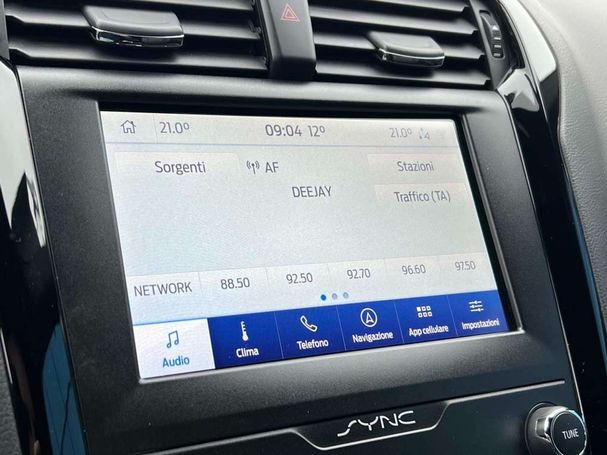 21.0° 09:04 12° 21.0°
Sorgenti AF Stazioni
DEEJAY Traffico (TA)
NETWORK 88.50 92.50 92.70 96.60 97.50
Audio Clima Telefono Navigazione App cellulare Impostazioni
SYNC
TUNE